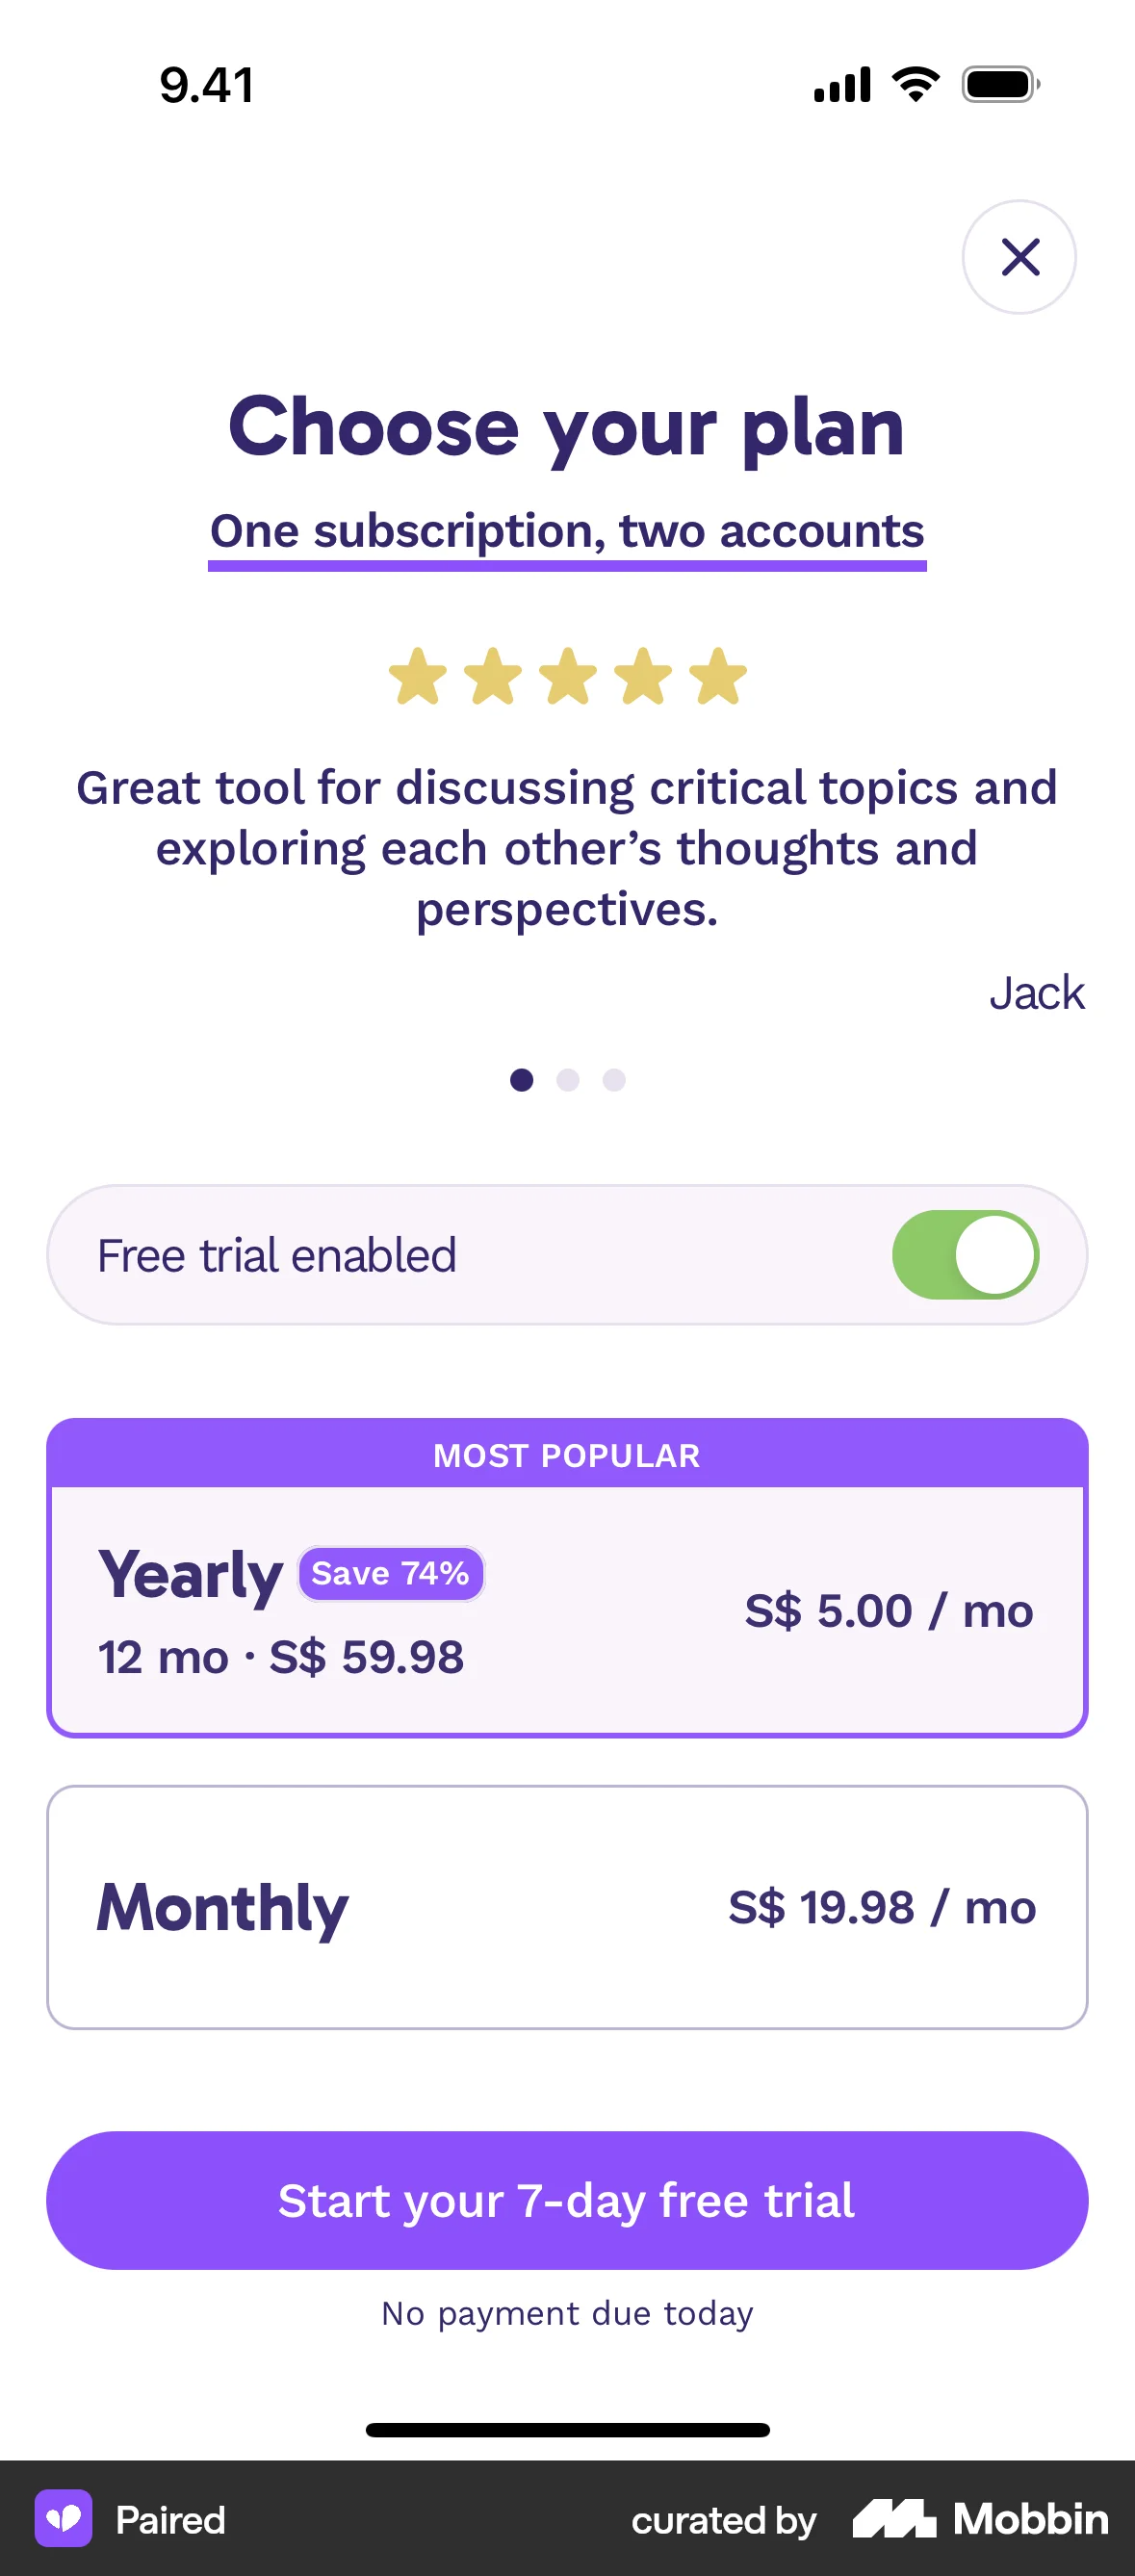 9.41
Choose your plan
One subscription, two accounts
Great tool for discussing critical topics and
exploring each other’s thoughts and
perspectives.
Jack
Free trial enabled
MOST POPULAR
Yearly Save 74%
12 mo · S$ 59.98
S$ 5.00 / mo
Monthly
S$ 19.98 / mo
Start your 7-day free trial
No payment due today
Paired
curated by Mobbin